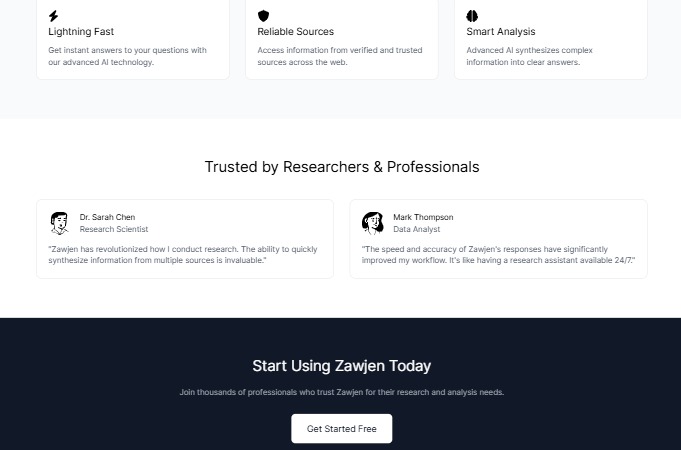 Lightning Fast
Get instant answers to your questions with
our advanced AI technology.
Reliable Sources
Access information from verified and trusted
sources across the web.
Smart Analysis
Advanced AI synthesizes complex
information into clear answers.
Trusted by Researchers & Professionals
Dr. Sarah Chen
Research Scientist
"Zawjen has revolutionized how I conduct research. The ability to quickly
synthesize information from multiple sources is invaluable."
Mark Thompson
Data Analyst
"The speed and accuracy of Zawjen's responses have significantly
improved my workflow. It's like having a research assistant available 24/7."
Start Using Zawjen Today
Join thousands of professionals who trust Zawjen for their research and analysis needs.
Get Started Free